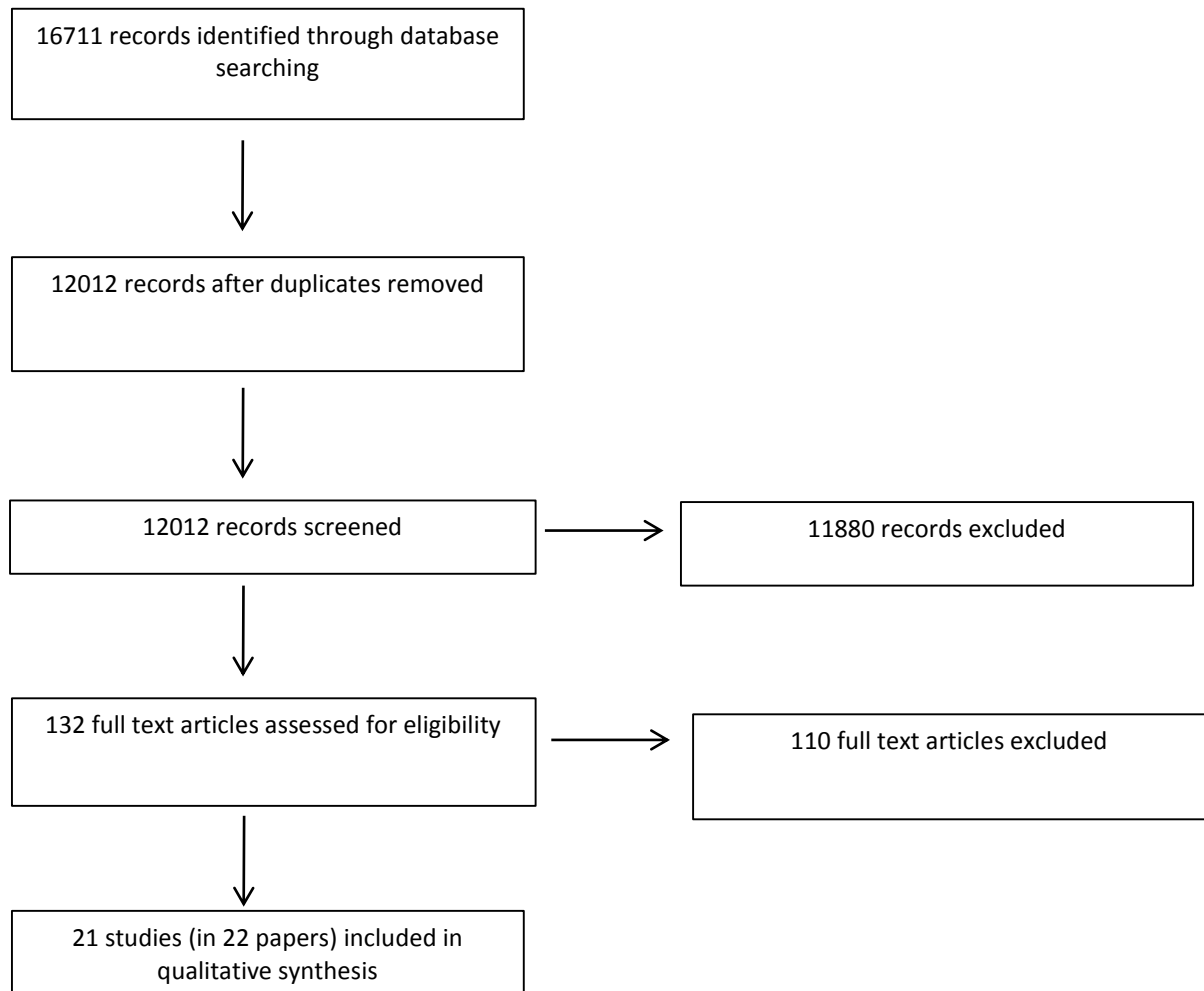 16711 records identified through database
searching
12012 records after duplicates removed
12012 records screened
11880 records excluded
132 full text articles assessed for eligibility
110 full text articles excluded
21 studies (in 22 papers) included in
qualitative synthesis